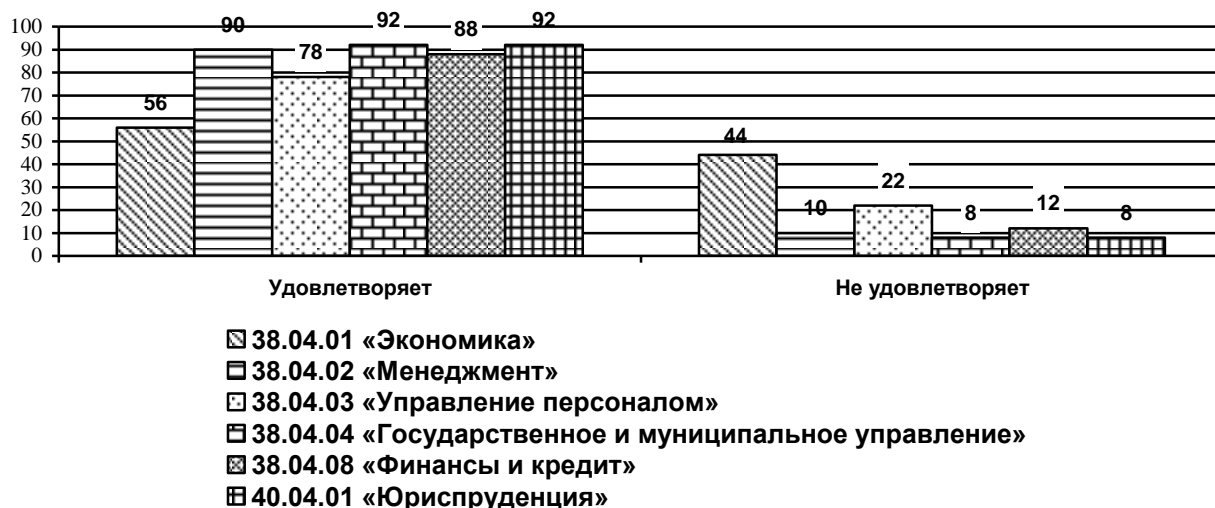 100
90
80
70
60
50
40
30
20
10
0
56
90
78
92
88
92
44
10
22
8
12
8
Удовлетворяет
Не удовлетворяет
38.04.01 «Экономика»
38.04.02 «Менеджмент»
38.04.03 «Управление персоналом»
38.04.04 «Государственное и муниципальное управление»
38.04.08 «Финансы и кредит»
40.04.01 «Юриспруденция»